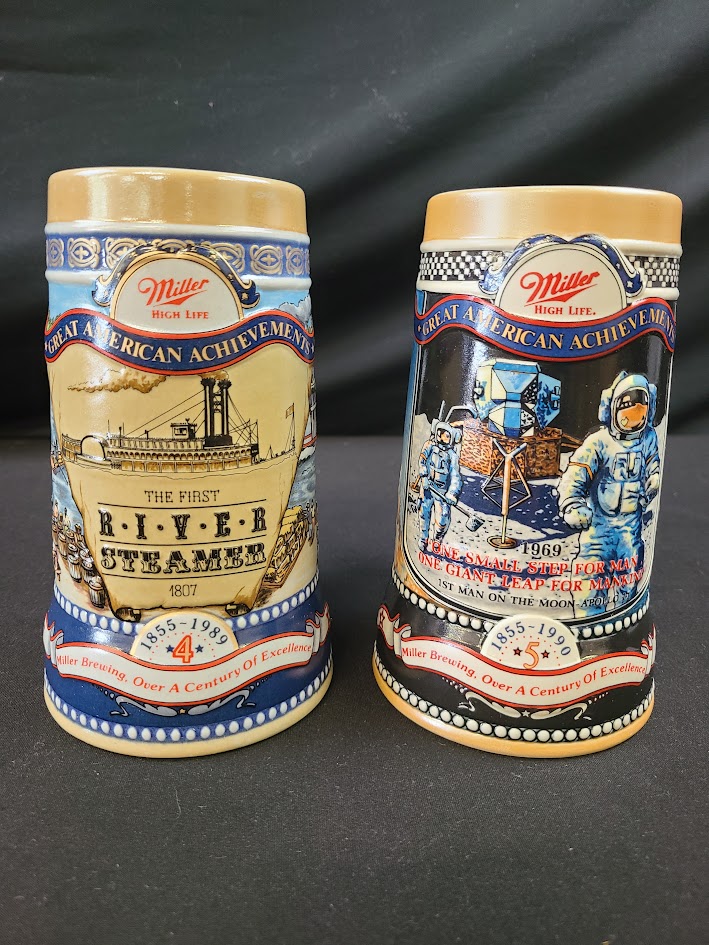 Miller
HIGH LIFE
GREAT AMERICAN ACHIEVEMENTS
THE FIRST
R·I·V·E·R
STEAMER
1807
1855-1989
4
Miller Brewing, Over A Century Of Excellence
Miller
HIGH LIFE.
GREAT AMERICAN ACHIEVEMENTS
1969
"ONE SMALL STEP FOR MAN
ONE GIANT LEAP FOR MANKIND
1ST MAN ON THE MOON-APOLLO
1855-1990
5
Miller Brewing, Over A Century Of Excellence